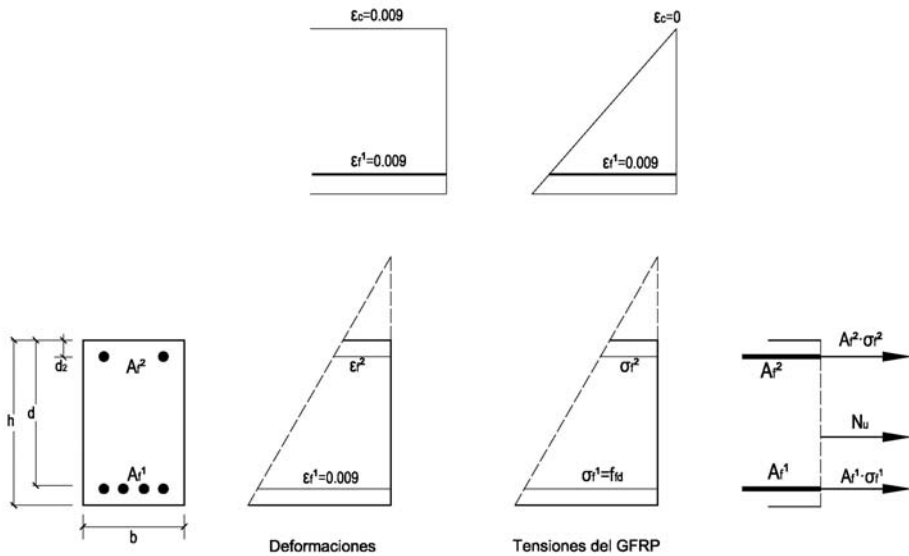 εc=0.009
εf¹=0.009
εc=0
εf¹=0.009
d2
d
h
Af²
Af¹
b
εf²
εf¹=0.009
Deformaciones
σf²
σf¹=ffd
Tensiones del GFRP
Af²·σf²
Af²
Nu
Af¹
Af¹·σf¹